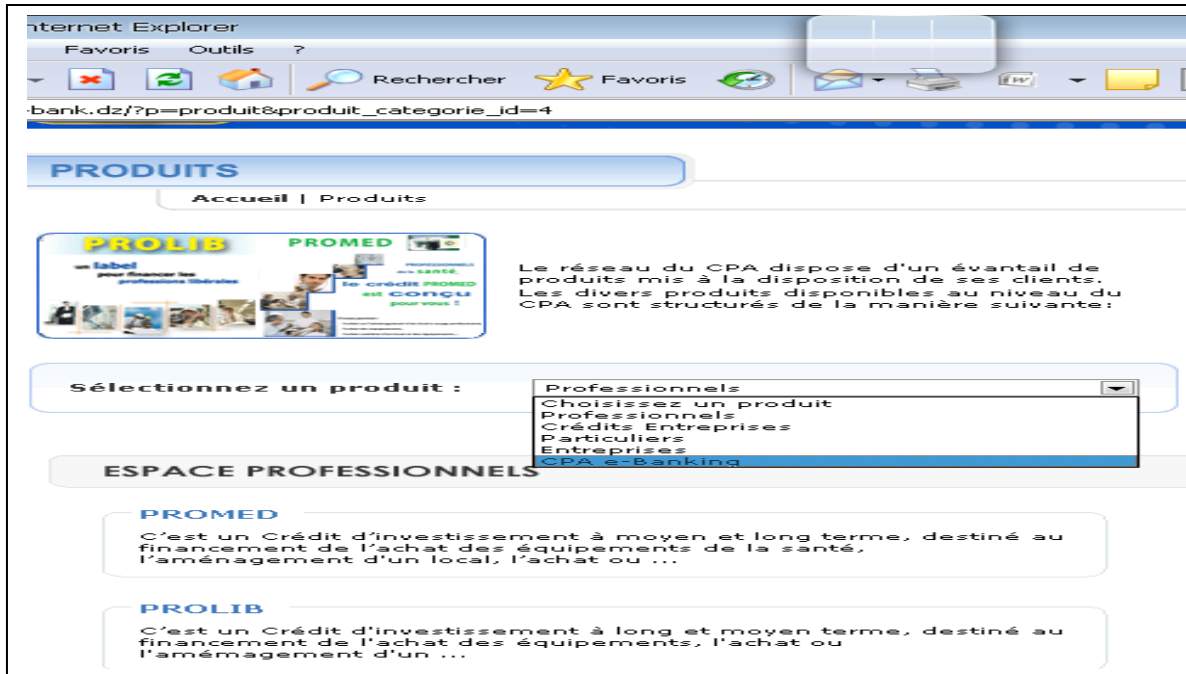 nternet Explorer
Favoris Outils ?
Rechercher Favoris
-bank.dz/?p=produit&produit_categorie_id=4
PRODUITS
Accueil | Produits
PROLIB
un label
pour financer les
professions libérales
PROMED
PROFESSIONNELS
de la santé,
le crédit PROMED
est conçu
pour vous !
Le réseau du CPA dispose d'un évantail de
produits mis à la disposition de ses clients.
Les divers produits disponibles au niveau du
CPA sont structurés de la manière suivante:
Sélectionnez un produit :
Professionnels
Choisissez un produit
Professionnels
Crédits Entreprises
Particuliers
Entreprises
CPA e-Banking
ESPACE PROFESSIONNELS
PROMED
C'est un Crédit d'investissement à moyen et long terme, destiné au
financement de l'achat des équipements de la santé,
l'aménagement d'un local, l'achat ou ...
PROLIB
C'est un Crédit d'investissement à long et moyen terme, destiné au
financement de l'achat des équipements, l'achat ou
l'amémagement d'un ...